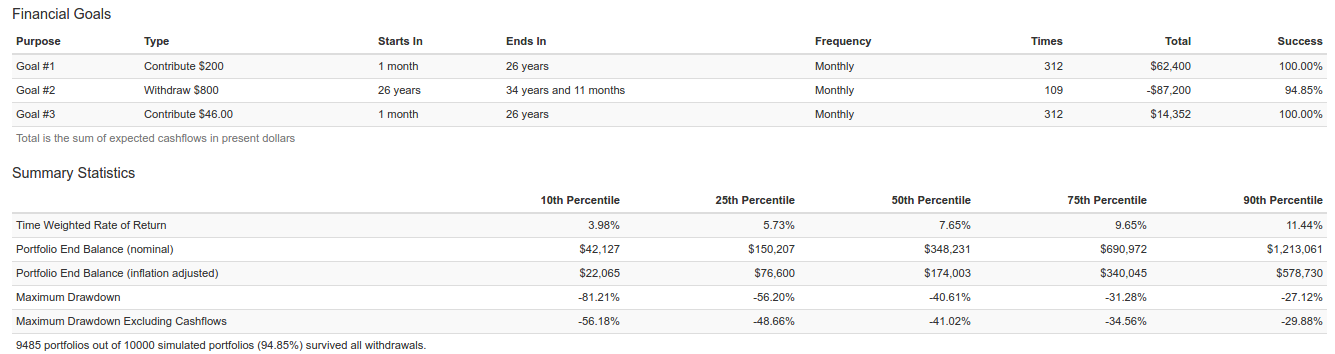 Financial Goals
Purpose Type Starts In Ends In Frequency Times Total Success
Goal #1 Contribute $200 1 month 26 years Monthly 312 $62,400 100.00%
Goal #2 Withdraw $800 26 years 34 years and 11 months Monthly 109 -$87,200 94.85%
Goal #3 Contribute $46.00 1 month 26 years Monthly 312 $14,352 100.00%
Total is the sum of expected cashflows in present dollars
Summary Statistics
10th Percentile 25th Percentile 50th Percentile 75th Percentile 90th Percentile
Time Weighted Rate of Return 3.98% 5.73% 7.65% 9.65% 11.44%
Portfolio End Balance (nominal) $42,127 $150,207 $348,231 $690,972 $1,213,061
Portfolio End Balance (inflation adjusted) $22,065 $76,600 $174,003 $340,045 $578,730
Maximum Drawdown -81.21% -56.20% -40.61% -31.28% -27.12%
Maximum Drawdown Excluding Cashflows -56.18% -48.66% -41.02% -34.56% -29.88%
9485 portfolios out of 10000 simulated portfolios (94.85%) survived all withdrawals.